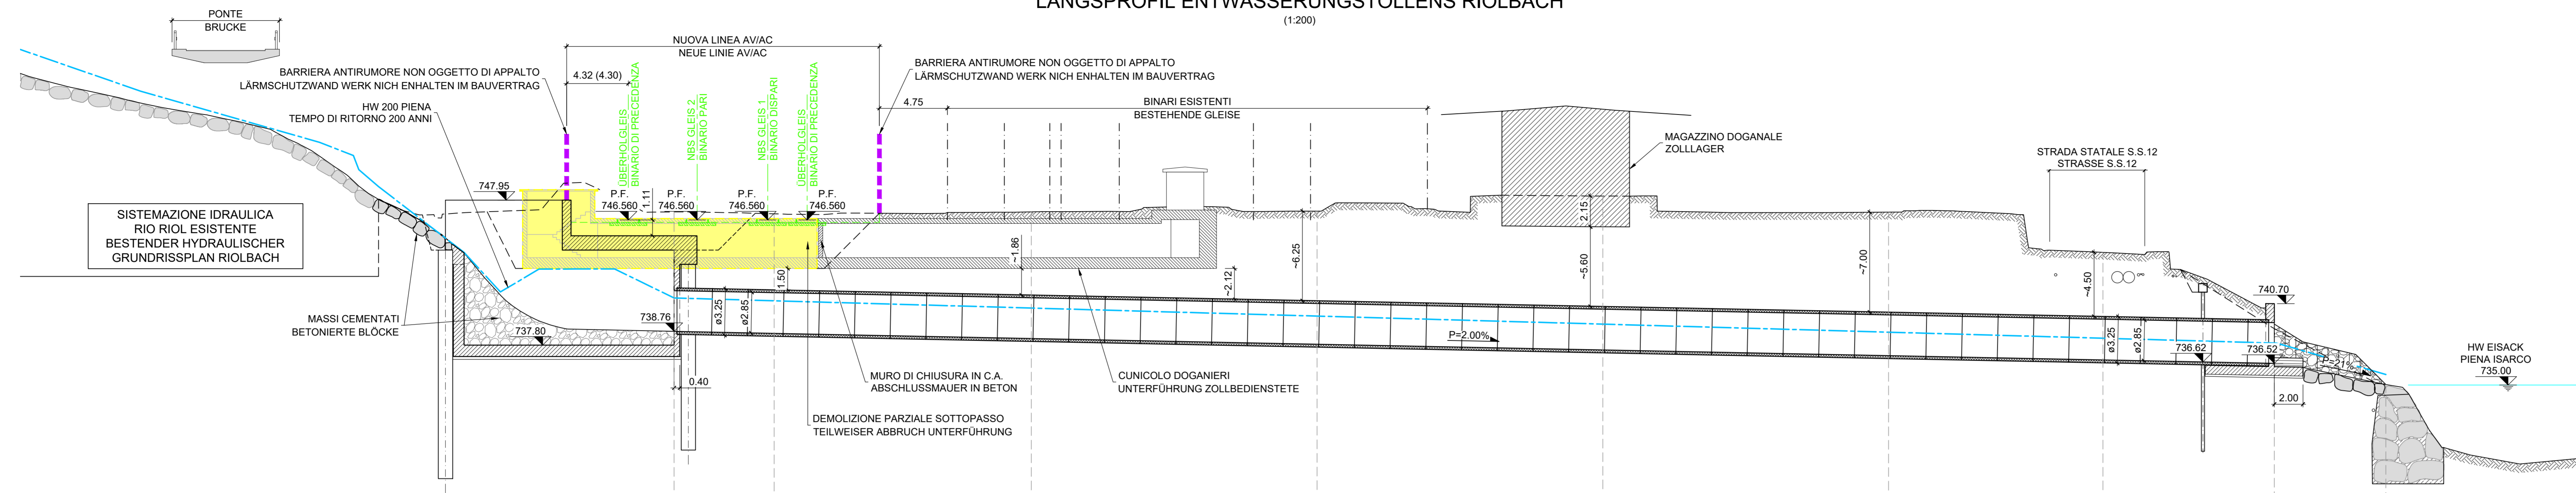 LÄNGSPROFIL ENTWÄSSERUNGSTOLLENS RIOLBACH
(1:200)
PONTE
BRUCKE
NUOVA LINEA AV/AC
NEUE LINIE AV/AC
BARRIERA ANTIRUMORE NON OGGETTO DI APPALTO
LÄRMSCHUTZWAND WERK NICH ENHALTEN IM BAUVERTRAG
4.32 (4.30)
BARRIERA ANTIRUMORE NON OGGETTO DI APPALTO
LÄRMSCHUTZWAND WERK NICH ENHALTEN IM BAUVERTRAG
HW 200 PIENA
TEMPO DI RITORNO 200 ANNI
ÜBERHOLGLEIS
BINARIO DI PRECEDENZA
NBS GLEIS 2
BINARIO PARI
NBS GLEIS 1
BINARIO DISPARI
ÜBERHOLGLEIS
BINARIO DI PRECEDENZA
4.75
BINARI ESISTENTI
BESTEHENDE GLEISE
MAGAZZINO DOGANALE
ZOLLLAGER
STRADA STATALE S.S.12
STRASSE S.S.12
747.95
P.F.
746.560
1.11
P.F.
746.560
P.F.
746.560
P.F.
746.560
2.15
SISTEMAZIONE IDRAULICA
RIO RIOL ESISTENTE
BESTENDER HYDRAULISCHER
GRUNDRISSPLAN RIOLBACH
1.50
~1.86
~2.12
~6.25
~5.60
~7.00
~4.50
740.70
MASSI CEMENTATI
BETONIERTE BLÖCKE
737.80
738.76
ø3.25
ø2.85
P=2.00%
ø3.25
ø2.85
736.62
736.52
P=21%
HW EISACK
PIENA ISARCO
735.00
0.40
2.00
MURO DI CHIUSURA IN C.A.
ABSCHLUSSMAUER IN BETON
CUNICOLO DOGANIERI
UNTERFÜHRUNG ZOLLBEDIENSTETE
DEMOLIZIONE PARZIALE SOTTOPASSO
TEILWEISER ABBRUCH UNTERFÜHRUNG